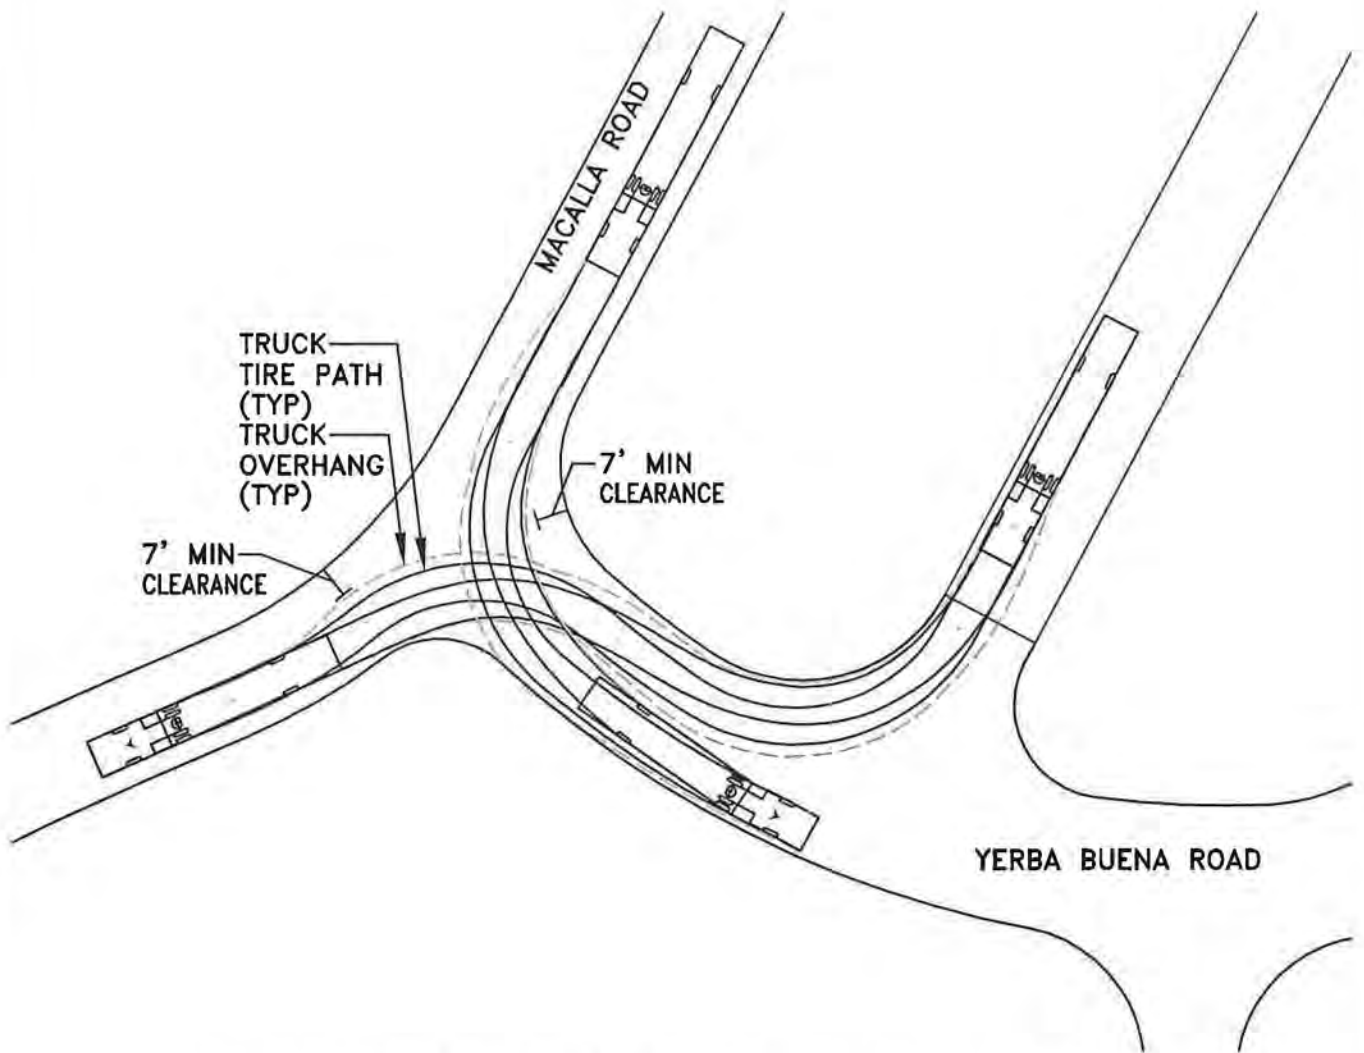 MACALLA ROAD
TRUCK
TIRE PATH
(TYP)
TRUCK
OVERHANG
(TYP)
7' MIN
CLEARANCE
7' MIN
CLEARANCE
YERBA BUENA ROAD